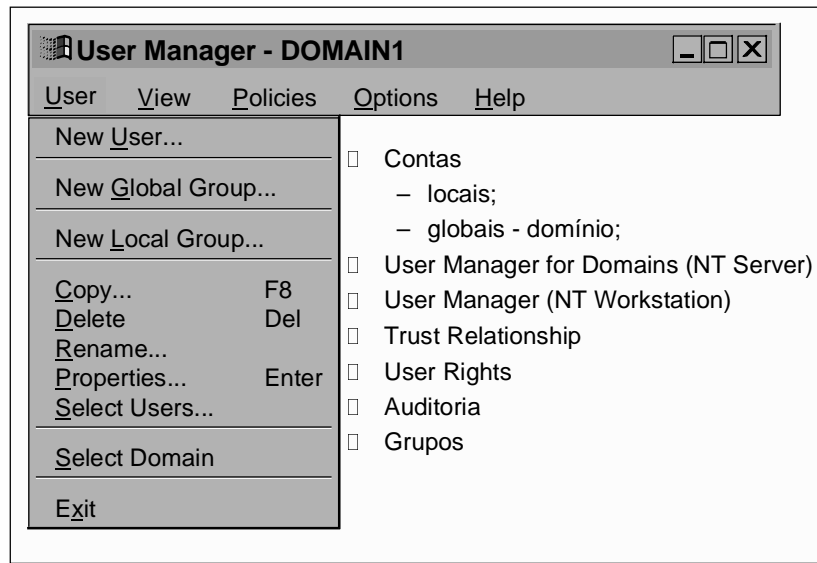 User Manager - DOMAIN1
User View Policies Options Help
New User...
New Global Group...
New Local Group...
Copy... F8
Delete Del
Rename...
Properties... Enter
Select Users...
Select Domain
Exit
Contas
– locais;
– globais - domínio;
User Manager for Domains (NT Server)
User Manager (NT Workstation)
Trust Relationship
User Rights
Auditoria
Grupos